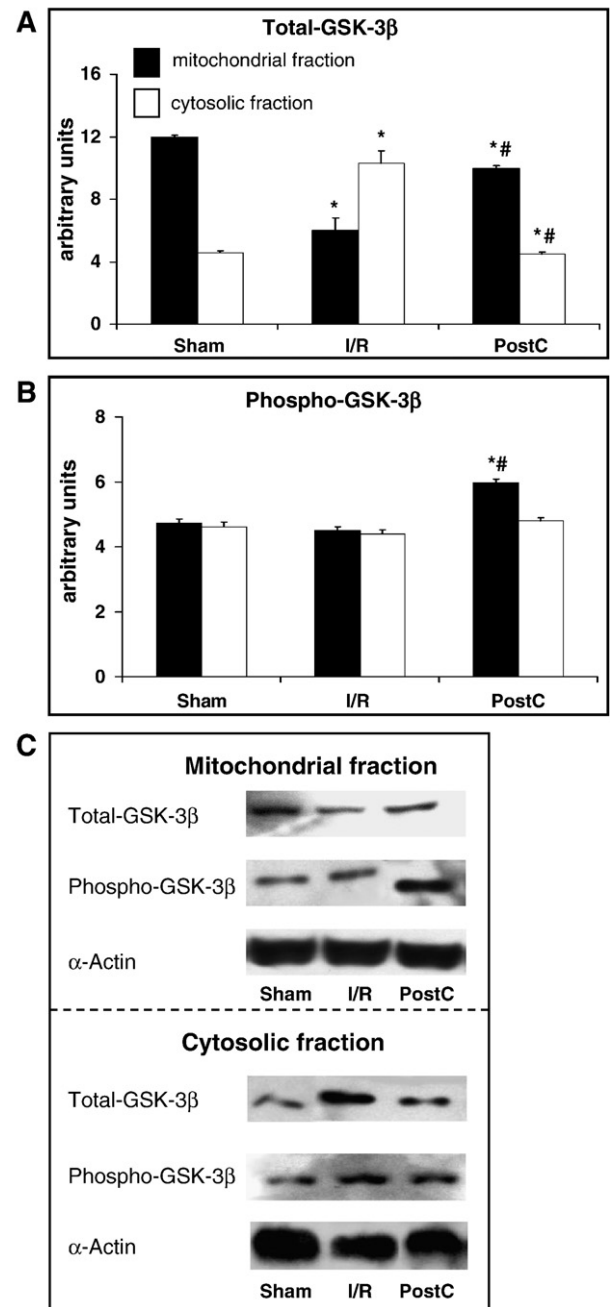 A
Total-GSK-3β
mitochondrial fraction
cytosolic fraction
arbitrary units
16
12
8
4
0
*
*
*#
*#
Sham I/R PostC
B
Phospho-GSK-3β
arbitrary units
8
6
4
2
0
*#
Sham I/R PostC
C
Mitochondrial fraction
Total-GSK-3β
Phospho-GSK-3β
α-Actin
Sham I/R PostC
Cytosolic fraction
Total-GSK-3β
Phospho-GSK-3β
α-Actin
Sham I/R PostC